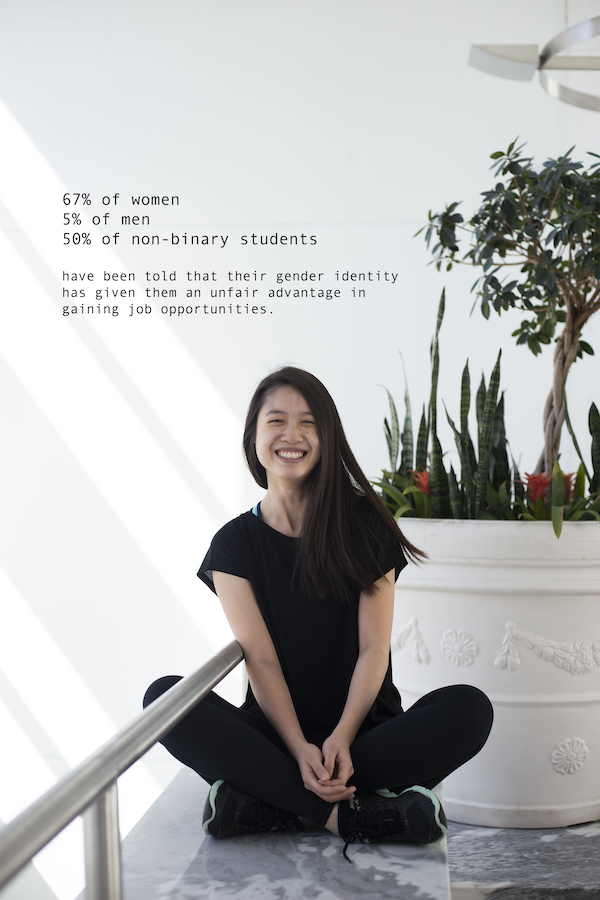 67% of women
5% of men
50% of non-binary students
have been told that their gender identity
has given them an unfair advantage in
gaining job opportunities.